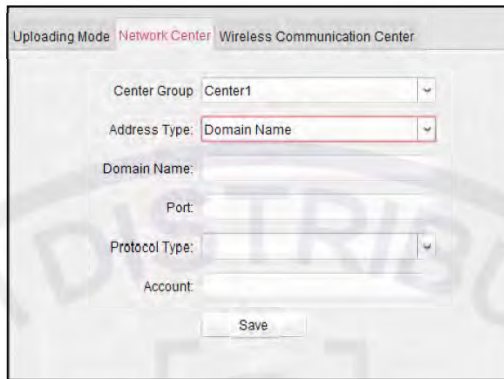 Uploading Mode Network Center Wireless Communication Center
Center Group Center1
Address Type: Domain Name
Domain Name:
Port:
Protocol Type:
Account:
Save